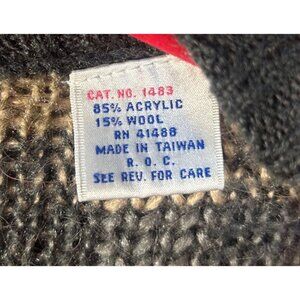 CAT. NO. 1483
85% ACRYLIC
15% WOOL
RN 41488
MADE IN TAIWAN
R. O. C.
SEE REV. FOR CARE